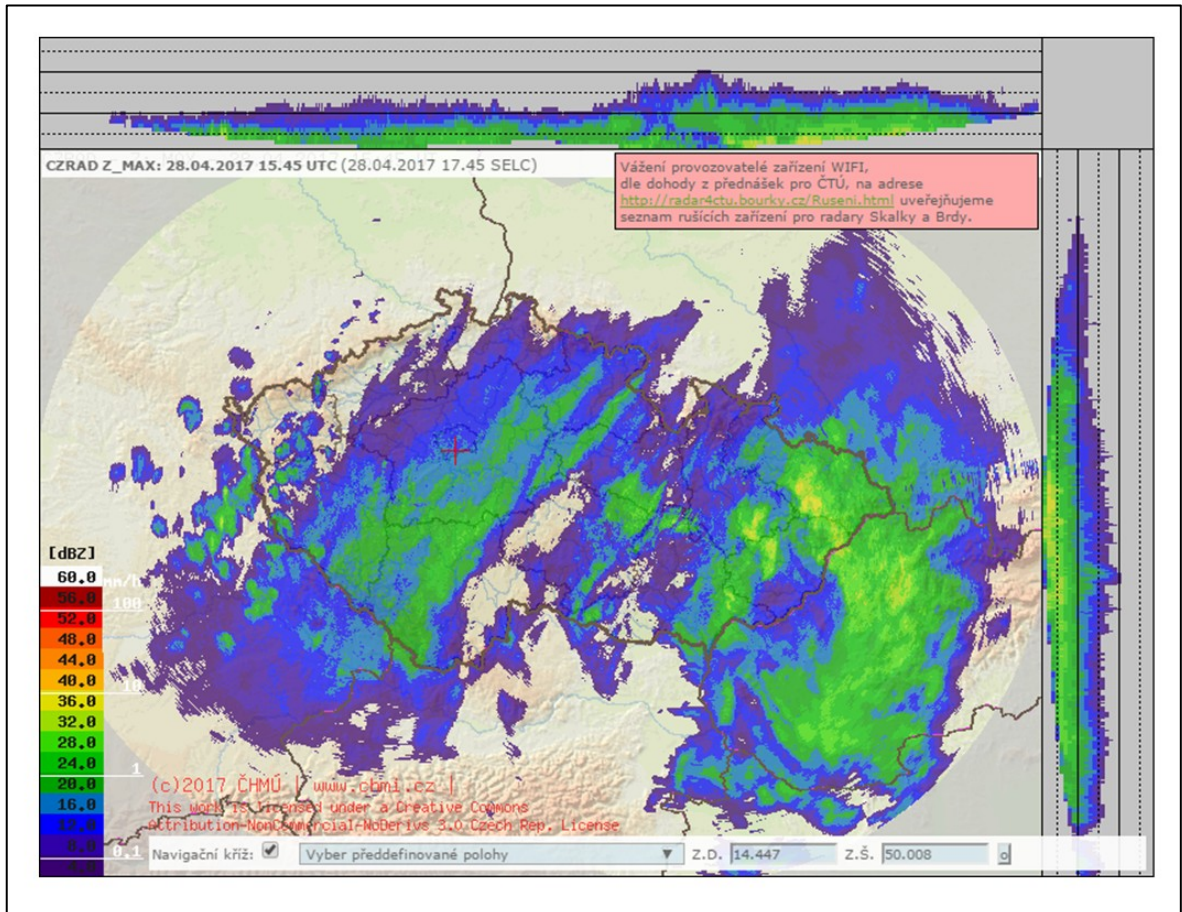 CZRAD Z_MAX: 28.04.2017 15.45 UTC (28.04.2017 17.45 SELC)
Vážení provozovatelé zařízení WIFI,
dle dohody z přednášek pro ČTÚ, na adrese
http://radar4ctu.bourky.cz/Ruseni.html uveřejňujeme
seznam rušících zařízení pro radary Skalky a Brdy.
[dBZ]
60.0 mm/h
56.0
100
52.0
48.0
44.0
40.0
10
36.0
32.0
28.0
24.0
1
20.0
16.0
12.0
8.0
0.1
4.0
(c)2017 ČHMÚ | www.chmi.cz |
This work is licensed under a Creative Commons
Attribution-NonCommercial-NoDerivs 3.0 Czech Rep. License
Navigační kříž: Vyber předdefinované polohy Z.D. 14.447 Z.Š. 50.008